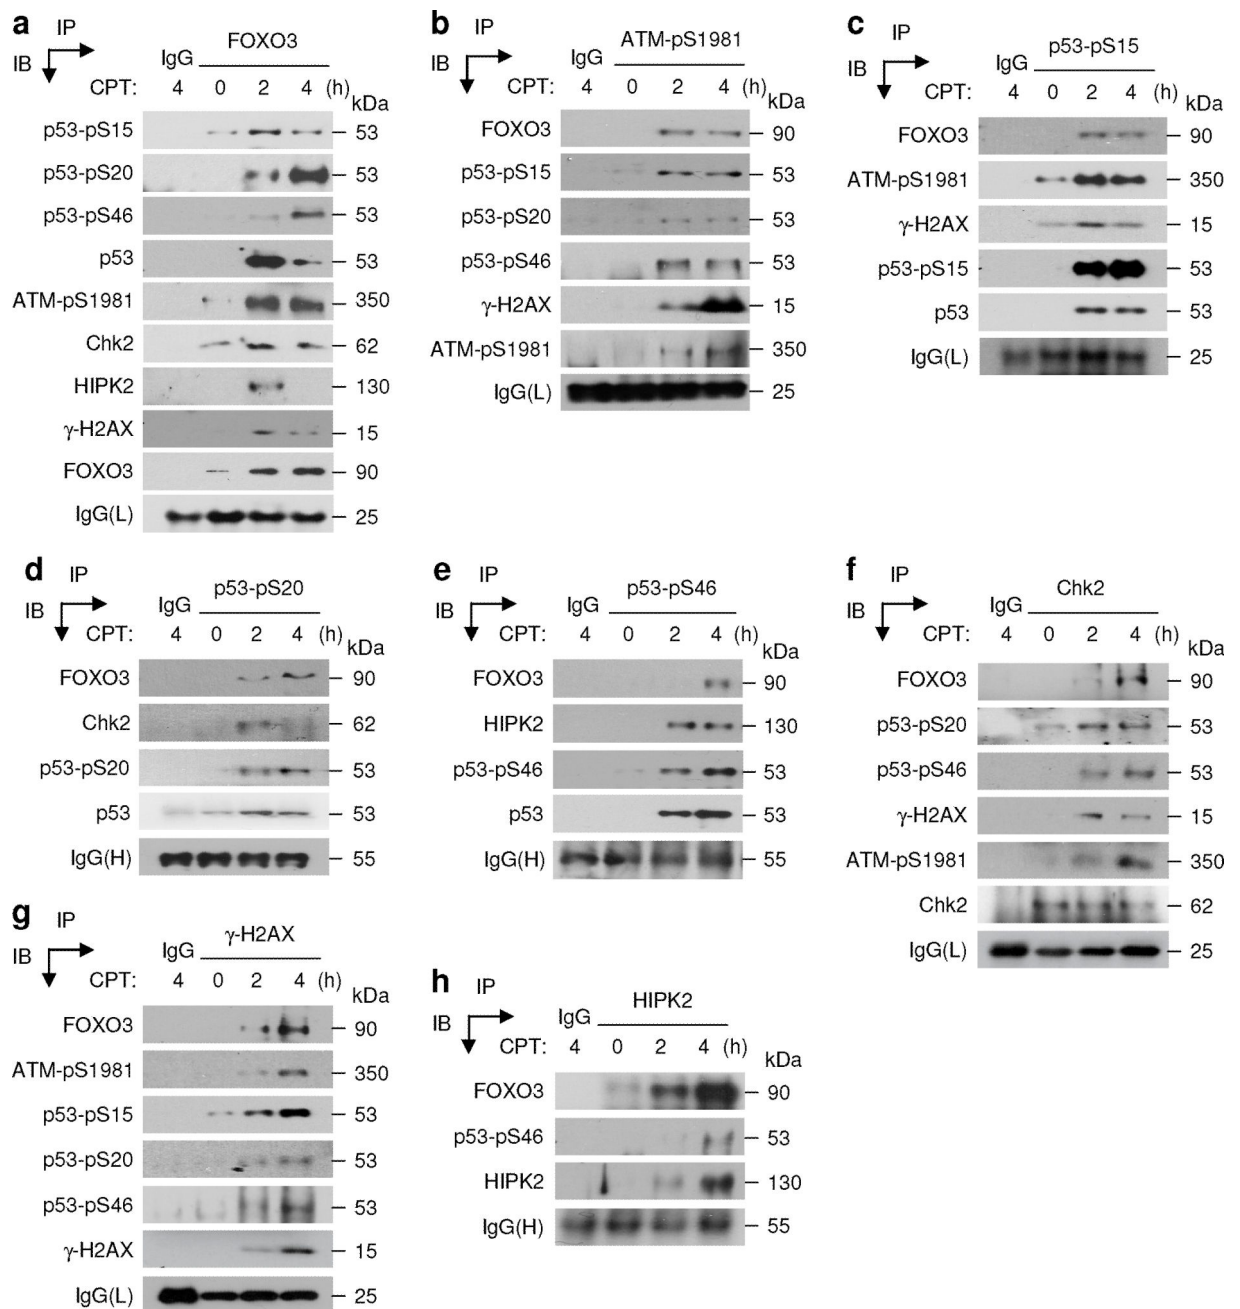 a
IP
IB
FOXO3
IgG
CPT: 4 0 2 4 (h)
kDa
p53-pS15 53
p53-pS20 53
p53-pS46 53
p53 53
ATM-pS1981 350
Chk2 62
HIPK2 130
γ-H2AX 15
FOXO3 90
IgG(L) 25
b
IP
IB
ATM-pS1981
IgG
CPT: 4 0 2 4 (h)
kDa
FOXO3 90
p53-pS15 53
p53-pS20 53
p53-pS46 53
γ-H2AX 15
ATM-pS1981 350
IgG(L) 25
c
IP
IB
p53-pS15
IgG
CPT: 4 0 2 4 (h)
kDa
FOXO3 90
ATM-pS1981 350
γ-H2AX 15
p53-pS15 53
p53 53
IgG(L) 25
d
IP
IB
p53-pS20
IgG
CPT: 4 0 2 4 (h)
kDa
FOXO3 90
Chk2 62
p53-pS20 53
p53 53
IgG(H) 55
e
IP
IB
p53-pS46
IgG
CPT: 4 0 2 4 (h)
kDa
FOXO3 90
HIPK2 130
p53-pS46 53
p53 53
IgG(H) 55
f
IP
IB
Chk2
IgG
CPT: 4 0 2 4 (h)
kDa
FOXO3 90
p53-pS20 53
p53-pS46 53
γ-H2AX 15
ATM-pS1981 350
Chk2 62
IgG(L) 25
g
IP
IB
γ-H2AX
IgG
CPT: 4 0 2 4 (h)
kDa
FOXO3 90
ATM-pS1981 350
p53-pS15 53
p53-pS20 53
p53-pS46 53
γ-H2AX 15
IgG(L) 25
h
IP
IB
HIPK2
IgG
CPT: 4 0 2 4 (h)
kDa
FOXO3 90
p53-pS46 53
HIPK2 130
IgG(H) 55